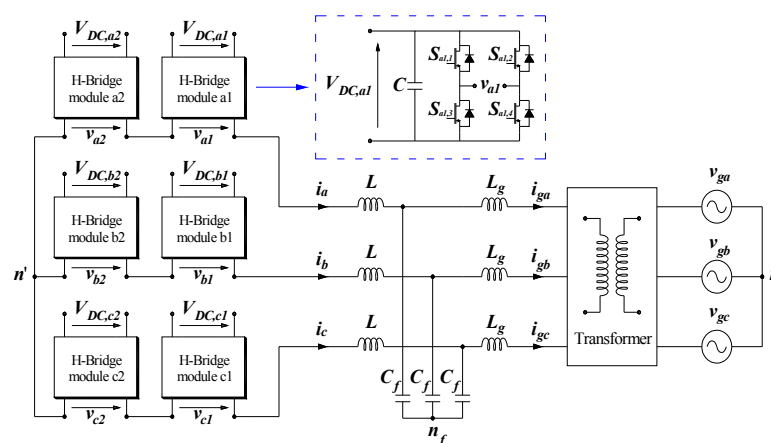 V_DC,a2 V_DC,a1
H-Bridge module a2
H-Bridge module a1
v_a2 v_a1
V_DC,a1
C
S_a1,1 S_a1,2
v_a1
S_a1,3 S_a1,4
V_DC,b2 V_DC,b1
H-Bridge module b2
H-Bridge module b1
n' v_b2 v_b1
V_DC,c2 V_DC,c1
H-Bridge module c2
H-Bridge module c1
v_c2 v_c1
i_a L L_g i_ga
i_b L L_g i_gb
i_c L L_g i_gc
C_f C_f C_f
n_f
Transformer
v_ga
v_gb
v_gc